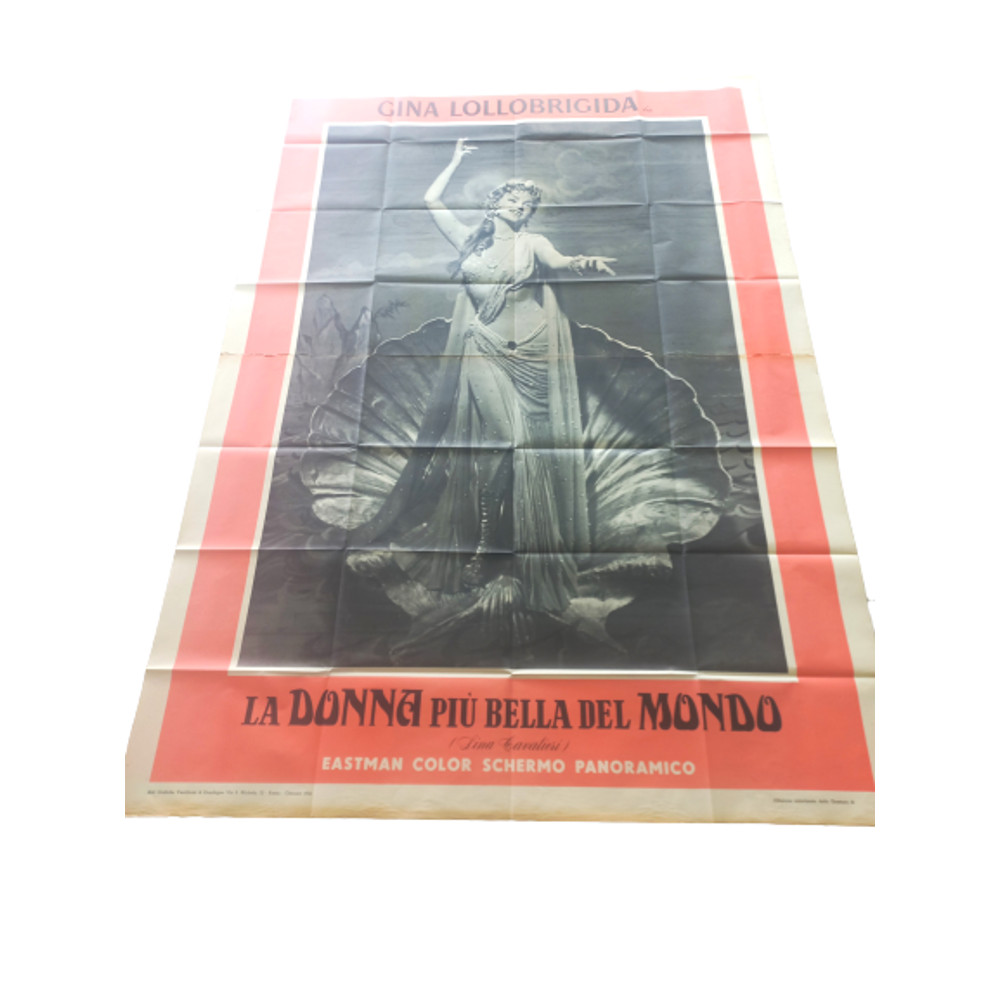 GINA LOLLOBRIGIDA
LA DONNA PIÙ BELLA DEL MONDO
(Lina Cavalieri)
EASTMAN COLOR SCHERMO PANORAMICO